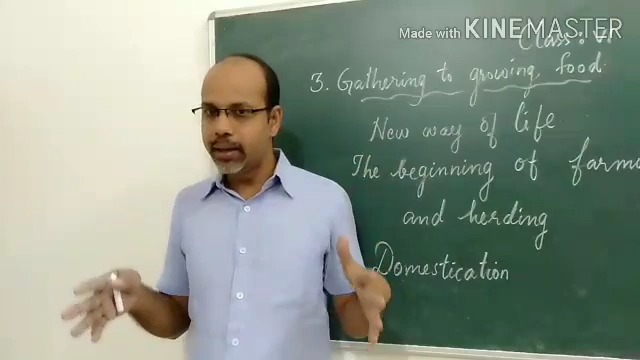 Made with KINEMASTER
Class: VI
3. Gathering to growing food.
New way of life
The beginning of farmi
and herding
Domestication